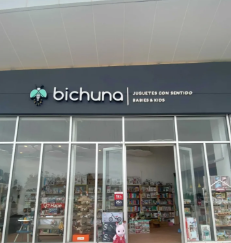 bichuna
JUGUETES CON SENTIDO
BABIES & KIDS